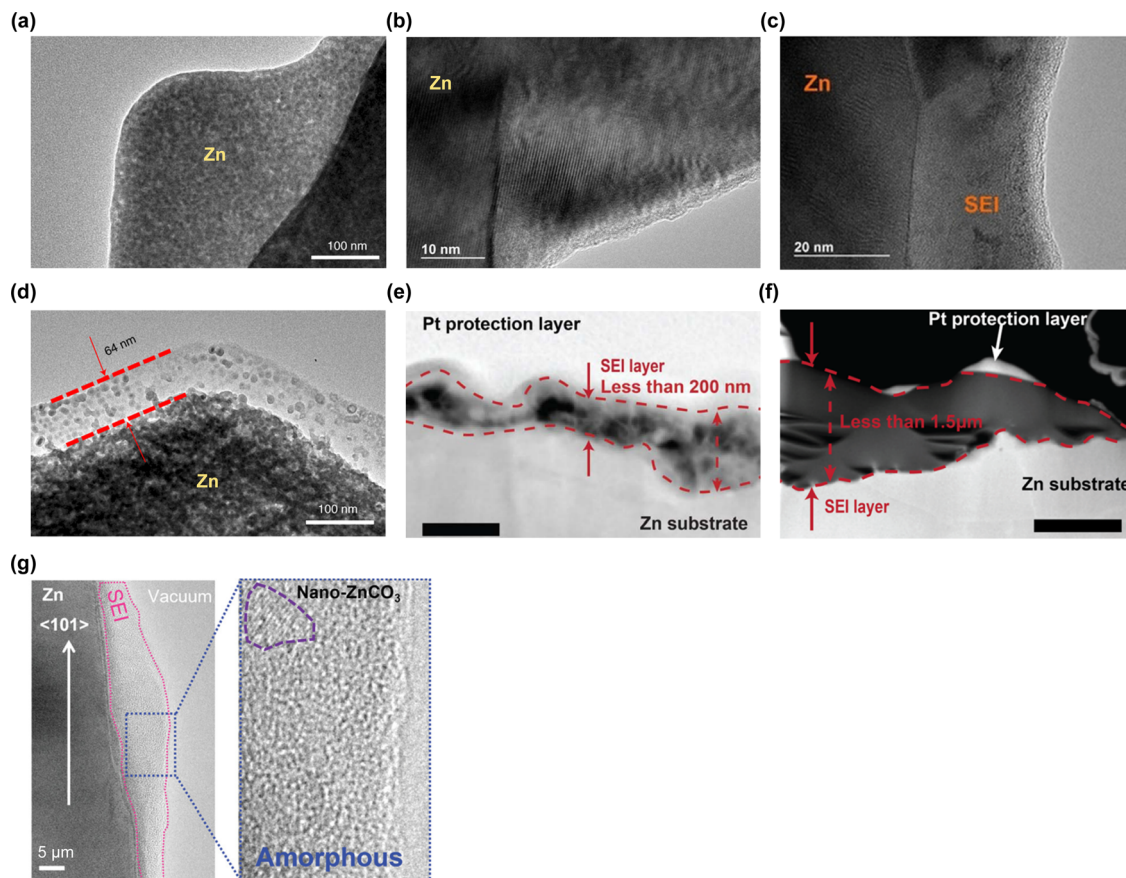 (a)
Zn
100 nm
(b)
Zn
10 nm
(c)
Zn
SEI
20 nm
(d)
64 nm
Zn
100 nm
(e)
Pt protection layer
SEI layer
Less than 200 nm
Zn substrate
(f)
Pt protection layer
Less than 1.5µm
Zn substrate
SEI layer
(g)
Zn
<101>
SEI
Vacuum
5 µm
Nano-ZnCO₃
Amorphous